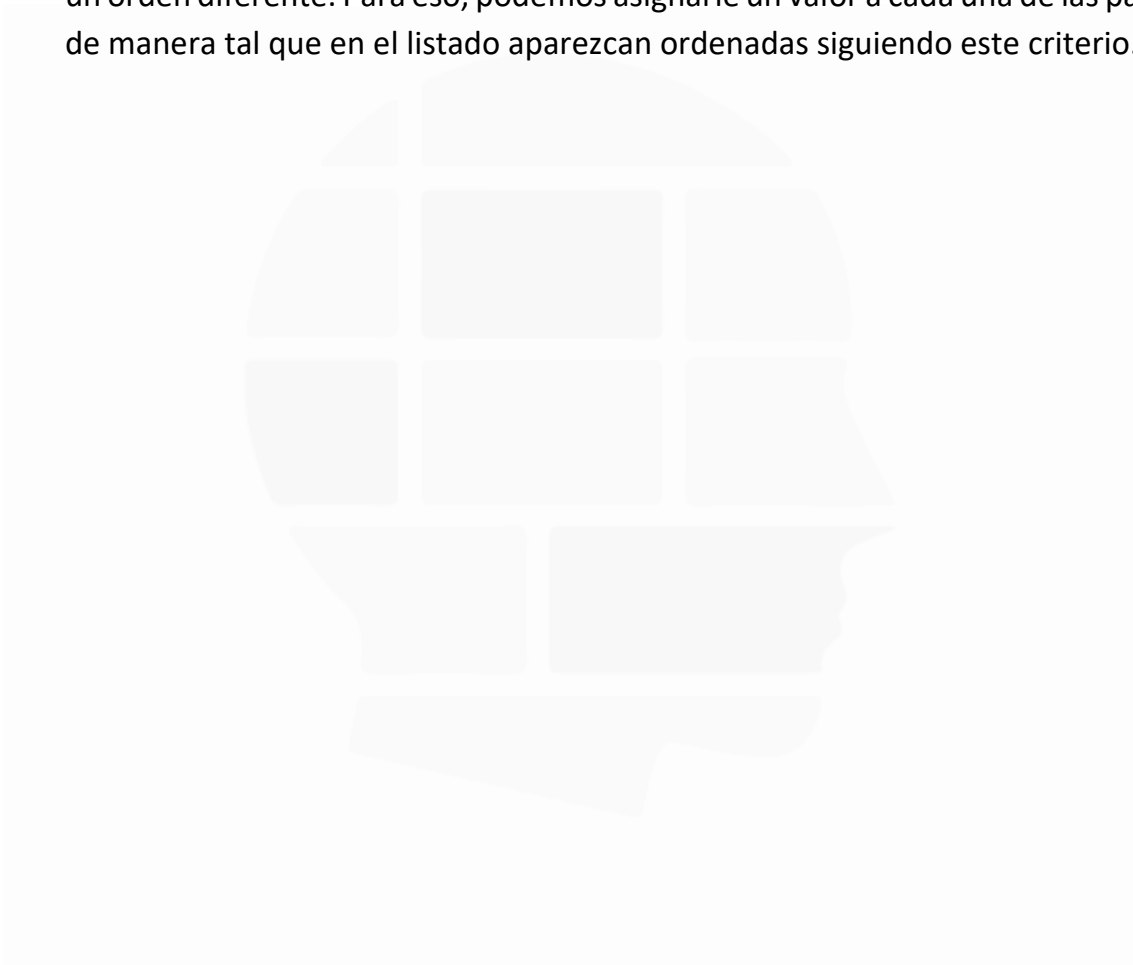 un orden diferente. Para eso, podemos asignarle un valor a cada una de las
de manera tal que en el listado aparezcan ordenadas siguiendo este criterio.